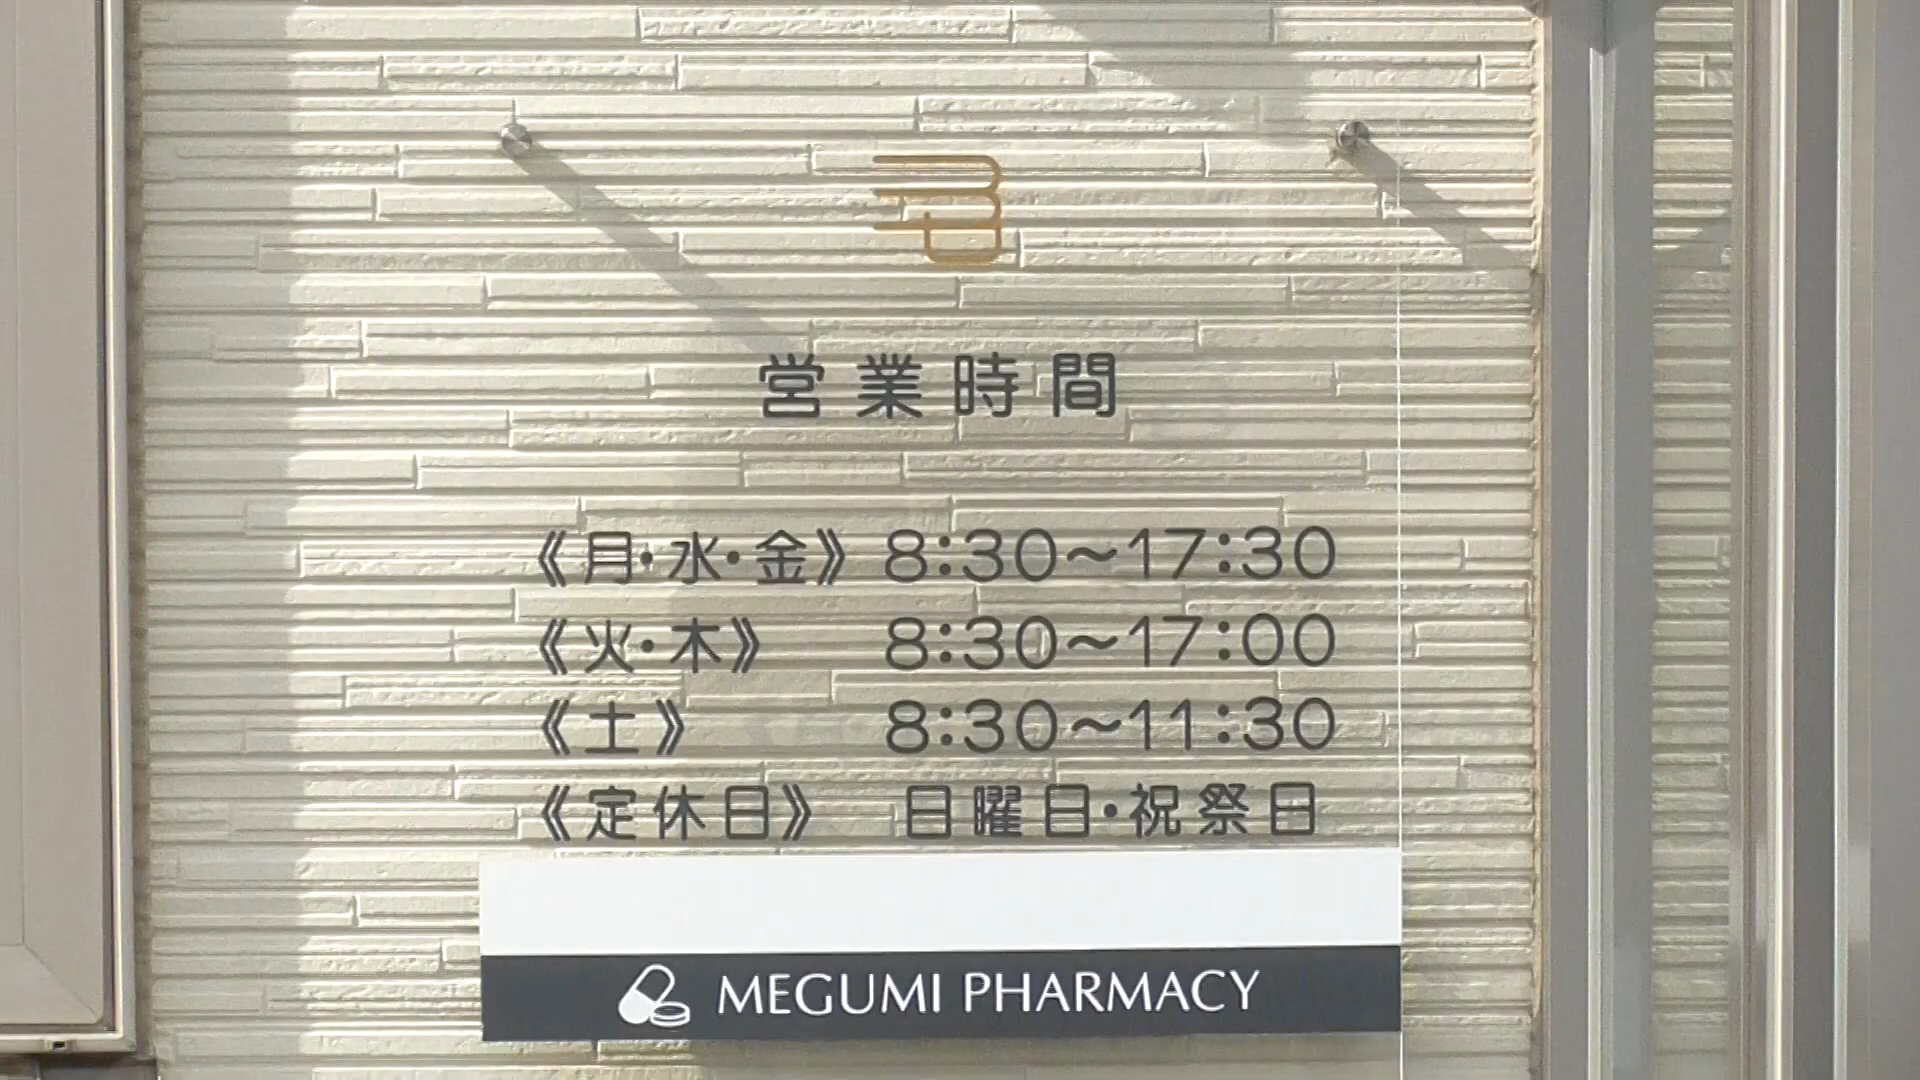 営業時間
《月・水・金》 8:30〜17:30
《火・木》 8:30〜17:00
《土》 8:30〜11:30
《定休日》 日曜日・祝祭日
MEGUMI PHARMACY